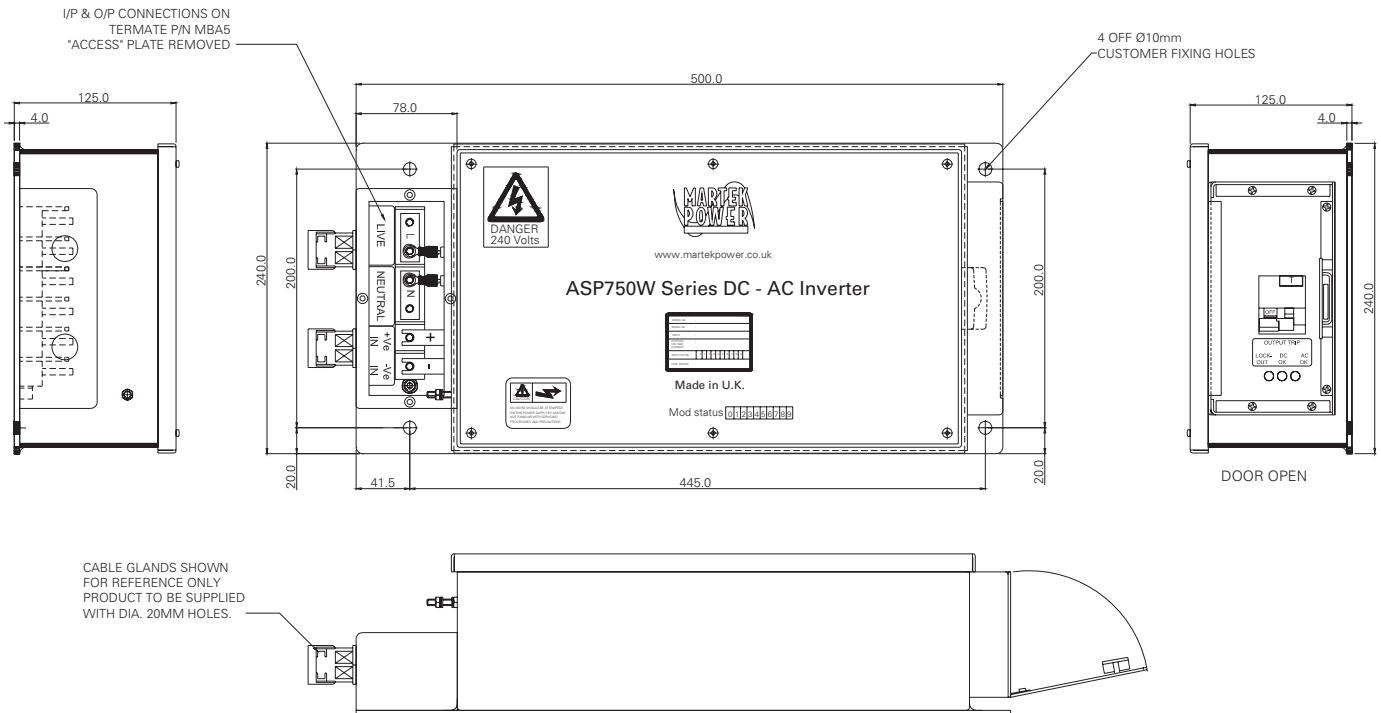 I/P & O/P CONNECTIONS ON
TERMATE P/N MBA5
"ACCESS" PLATE REMOVED
4 OFF Ø10mm
CUSTOMER FIXING HOLES
125.0
4.0
500.0
78.0
240.0
200.0
20.0
41.5
445.0
LIVE
L
NEUTRAL
N
+Ve
IN
+
-Ve
IN
-
DANGER
240 Volts
MARTEK
POWER
www.martekpower.co.uk
ASP750W Series DC - AC Inverter
Made in U.K.
Mod status 0 1 2 3 4 5 6 7 8 9
200.0
20.0
125.0
4.0
240.0
OFF
T
OUTPUT TRIP
LOCK- DC AC
OUT OK OK
DOOR OPEN
CABLE GLANDS SHOWN
FOR REFERENCE ONLY
PRODUCT TO BE SUPPLIED
WITH DIA. 20MM HOLES.